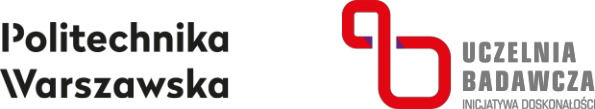 Politechnika
Warszawska
UCZELNIA
BADAWCZA
INICJATYWA DOSKONAŁOŚCI